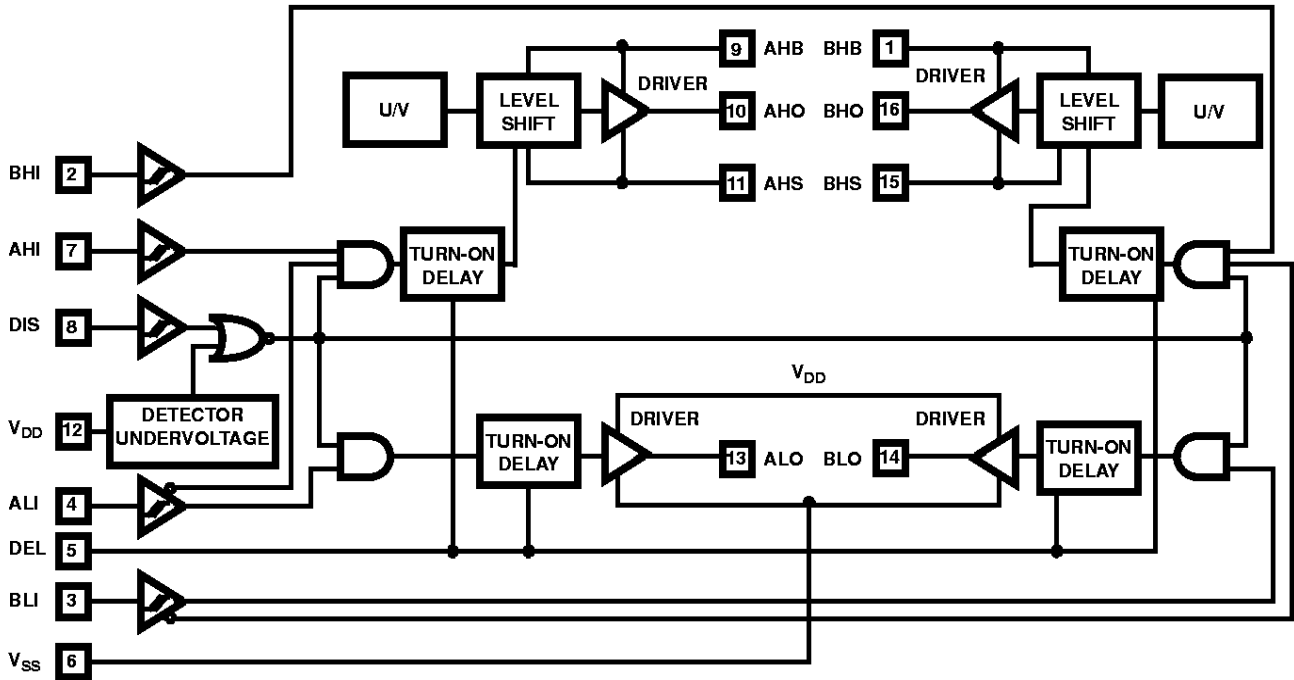 9 AHB BHB 1
DRIVER DRIVER
U/V LEVEL SHIFT 10 AHO BHO 16 LEVEL SHIFT U/V
BHI 2 11 AHS BHS 15
AHI 7 TURN-ON DELAY TURN-ON DELAY
DIS 8
VDD
VDD 12 DETECTOR UNDERVOLTAGE
DRIVER DRIVER
TURN-ON DELAY 13 ALO BLO 14 TURN-ON DELAY
ALI 4
DEL 5
BLI 3
VSS 6